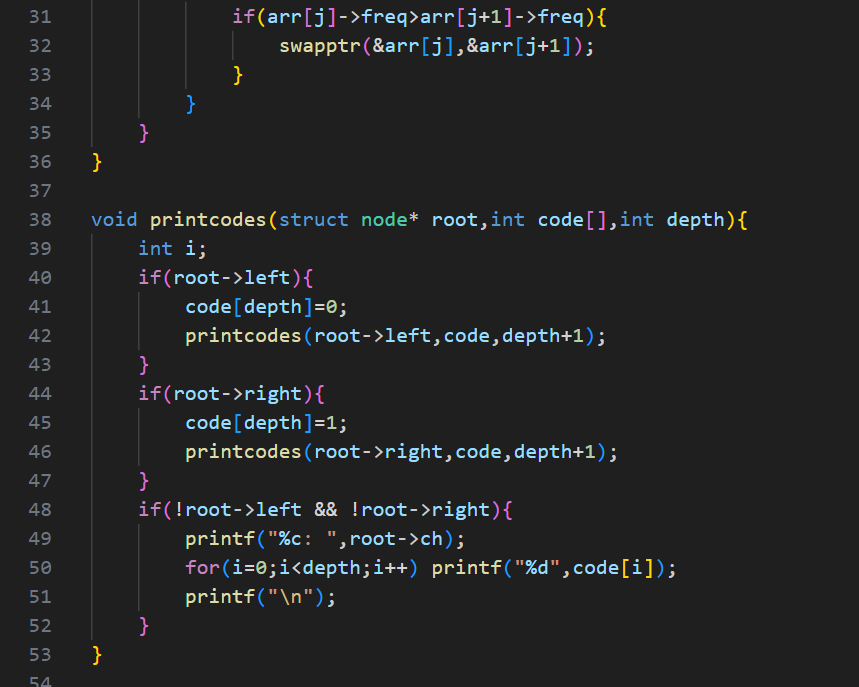 31 if(arr[j]->freq>arr[j+1]->freq){
32 swapptr(&arr[j],&arr[j+1]);
33 }
34 }
35 }
36 }
37
38 void printcodes(struct node* root,int code[],int depth){
39 int i;
40 if(root->left){
41 code[depth]=0;
42 printcodes(root->left,code,depth+1);
43 }
44 if(root->right){
45 code[depth]=1;
46 printcodes(root->right,code,depth+1);
47 }
48 if(!root->left && !root->right){
49 printf("%c: ",root->ch);
50 for(i=0;i<depth;i++) printf("%d",code[i]);
51 printf("\n");
52 }
53 }
54